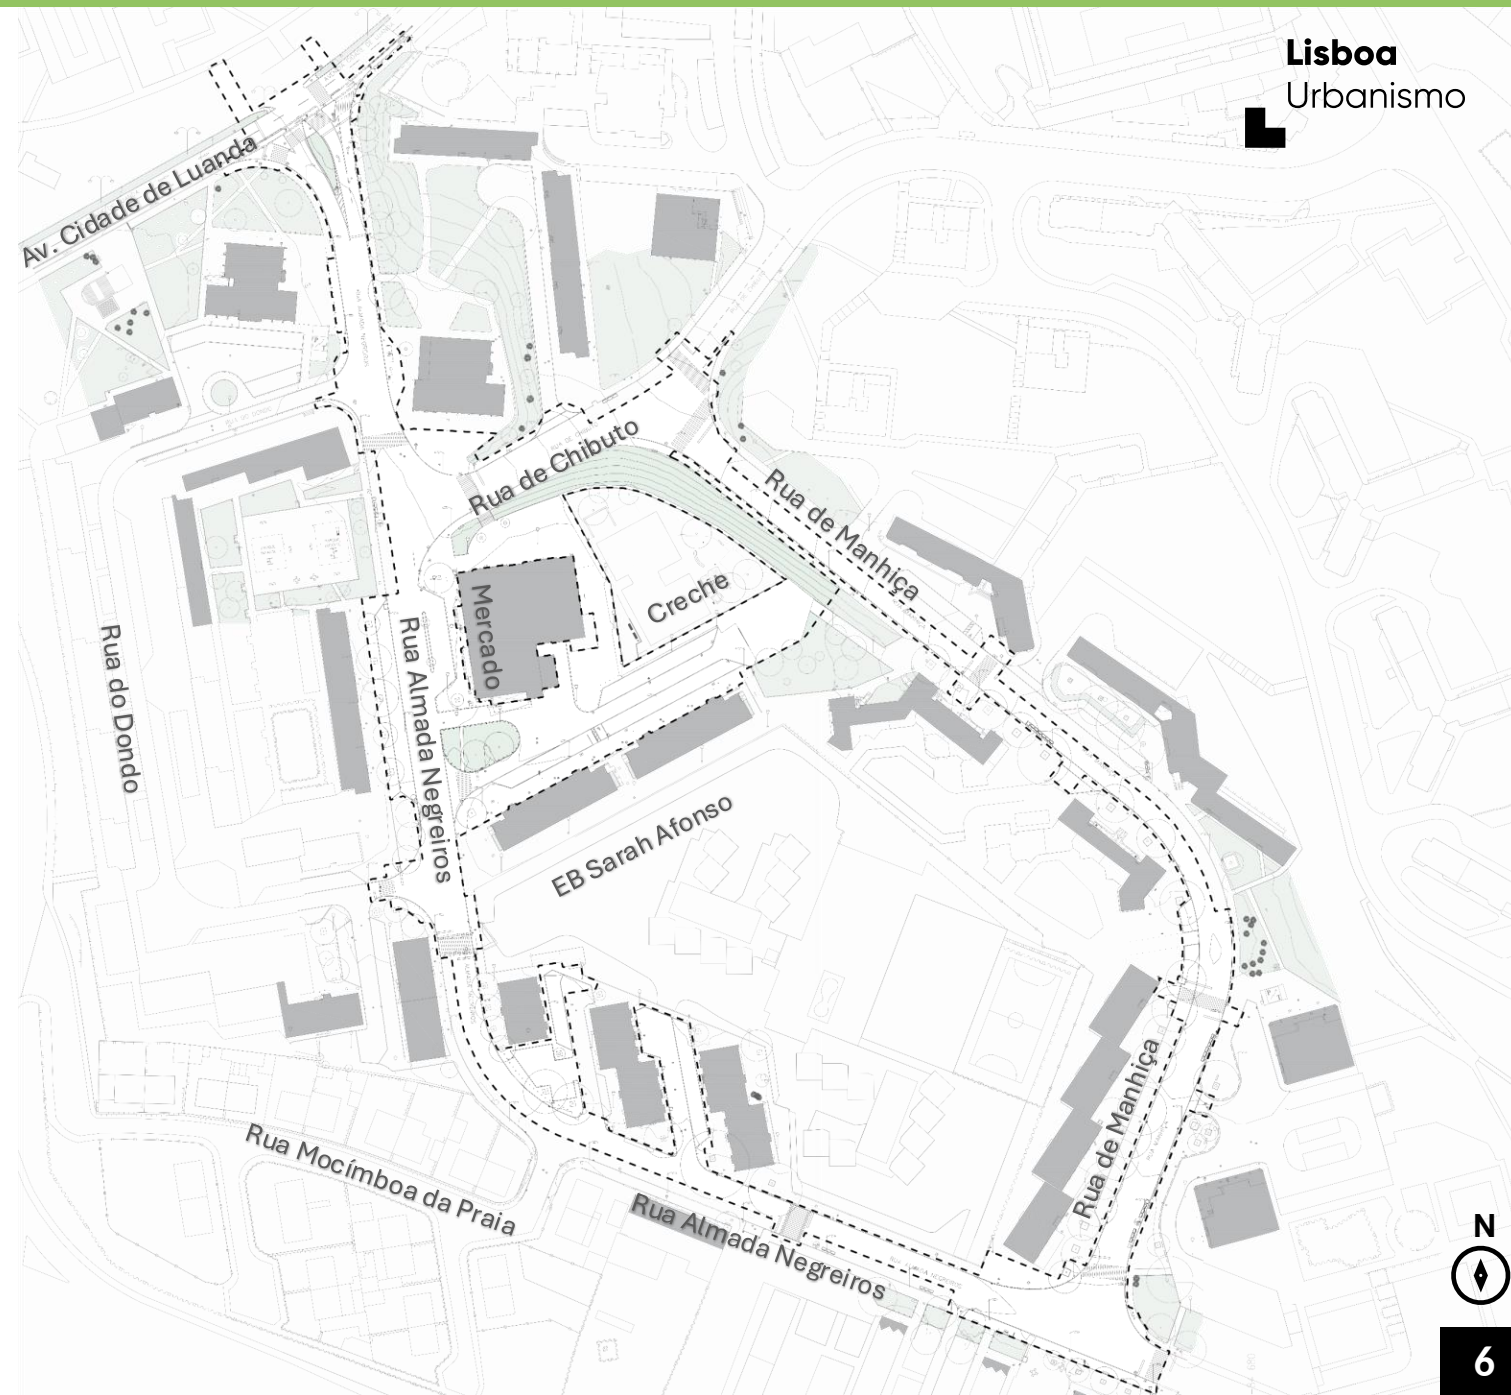 Lisboa
Urbanismo
Av. Cidade de Luanda
Rua de Chibuto
Rua de Manhiça
Creche
Mercado
Rua Almada Negreiros
Rua do Dondo
EB Sarah Afonso
Rua de Manhiça
Rua Mocímboa da Praia
Rua Almada Negreiros
N
6